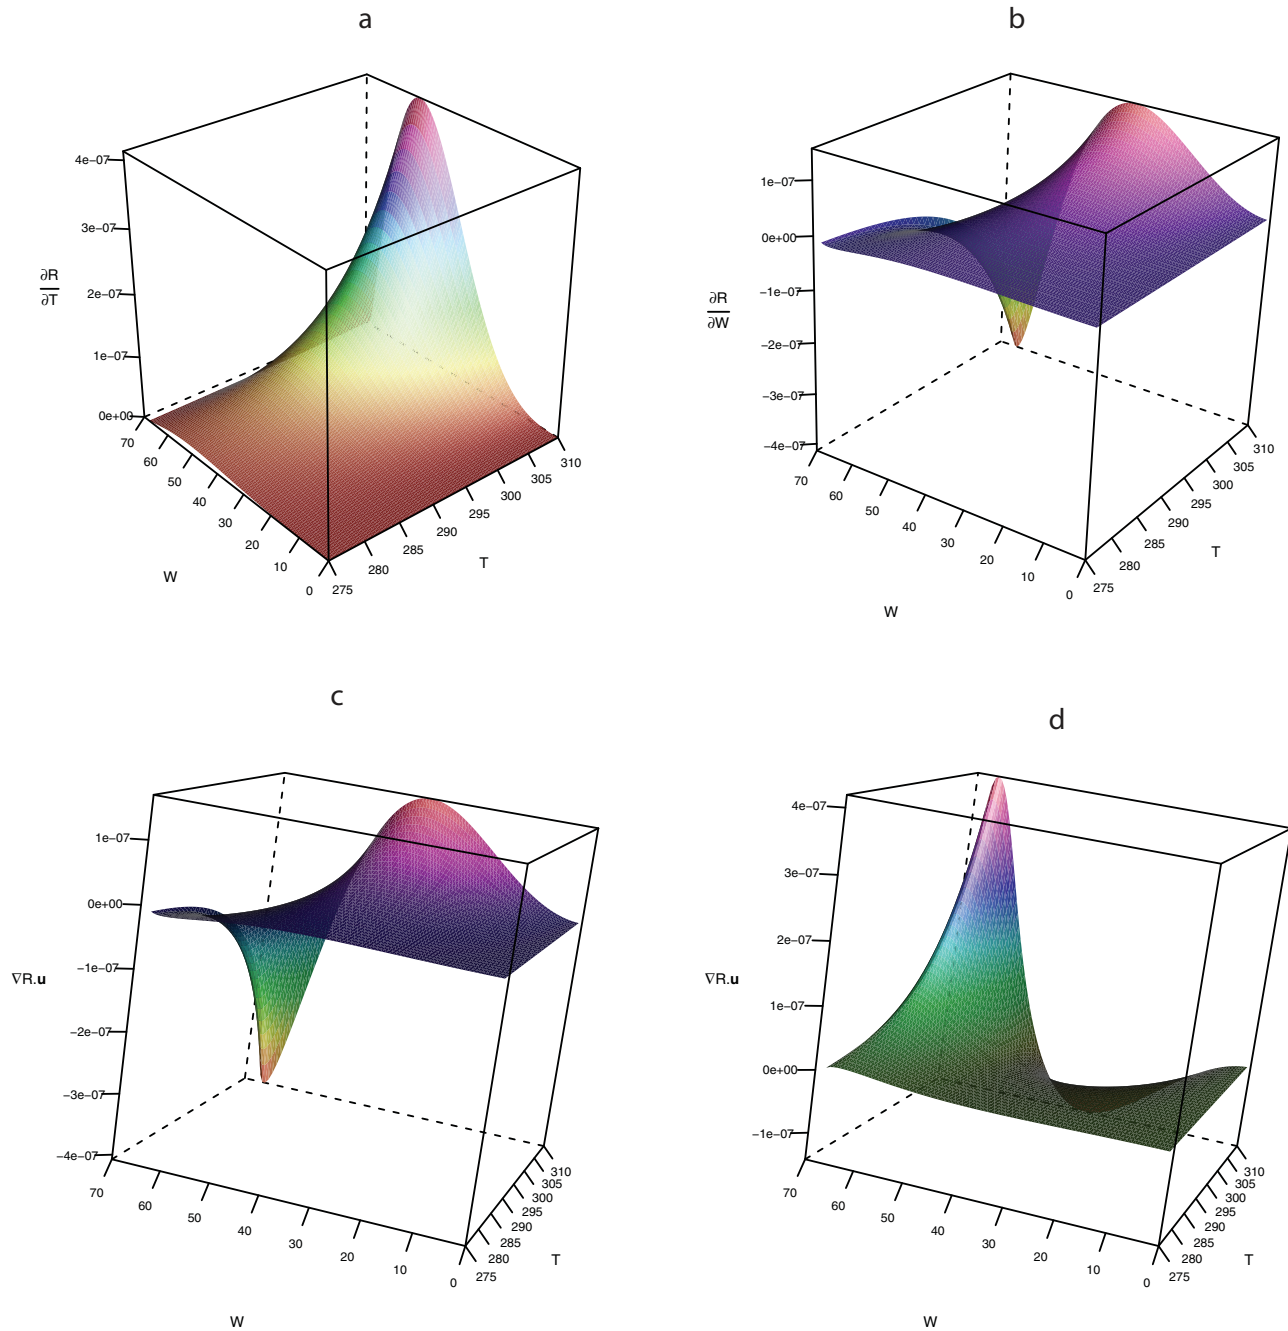 a
4e−07
3e−07
2e−07
1e−07
0e+00
∂R
∂T
70
60
50
40
30
20
10
0
W
275
280
285
290
295
300
305
310
T
b
1e−07
0e+00
−1e−07
−2e−07
−3e−07
−4e−07
∂R
∂W
70
60
50
40
30
20
10
0
W
275
280
285
290
295
300
305
310
T
c
1e−07
0e+00
−1e−07
−2e−07
−3e−07
−4e−07
∇R.u
70
60
50
40
30
20
10
0
W
275
280
285
290
295
300
305
310
T
d
4e−07
3e−07
2e−07
1e−07
0e+00
−1e−07
∇R.u
70
60
50
40
30
20
10
0
W
275
280
285
290
295
300
305
310
T